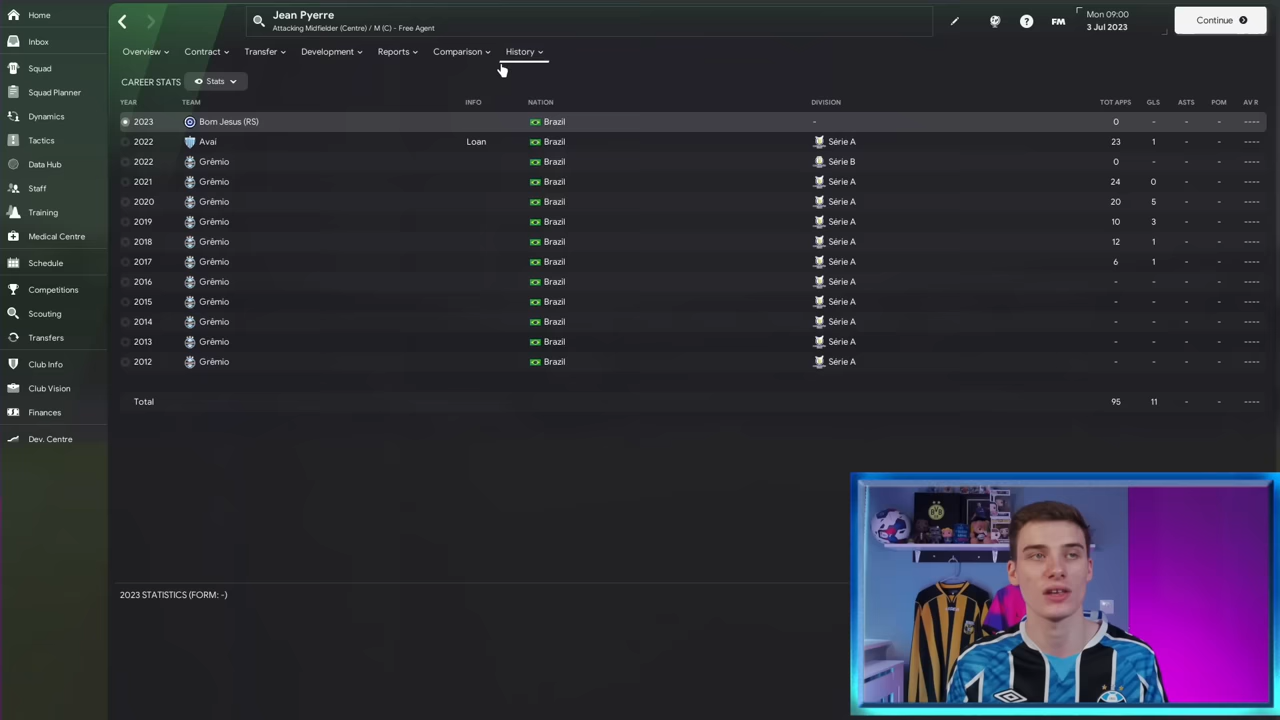 Home
Inbox
Squad
Squad Planner
Dynamics
Tactics
Data Hub
Staff
Training
Medical Centre
Schedule
Competitions
Scouting
Transfers
Club Info
Club Vision
Finances
Dev. Centre
Jean Pyerre
Attacking Midfielder (Centre) / M (C) - Free Agent
FM
Mon 09:00
3 Jul 2023
Continue
Overview Contract Transfer Development Reports Comparison History
CAREER STATS Stats
YEAR TEAM INFO NATION DIVISION TOT APPS GLS ASTS POM AV R
2023 Bom Jesus (RS) Brazil - 0 - - - ----
2022 Avaí Loan Brazil Série A 23 1 - - ----
2022 Grêmio Brazil Série B 0 - - - ----
2021 Grêmio Brazil Série A 24 0 - - ----
2020 Grêmio Brazil Série A 20 5 - - ----
2019 Grêmio Brazil Série A 10 3 - - ----
2018 Grêmio Brazil Série A 12 1 - - ----
2017 Grêmio Brazil Série A 6 1 - - ----
2016 Grêmio Brazil Série A - - - - ----
2015 Grêmio Brazil Série A - - - - ----
2014 Grêmio Brazil Série A - - - - ----
2013 Grêmio Brazil Série A - - - - ----
2012 Grêmio Brazil Série A - - - - ----
Total 95 11 - - ----
2023 STATISTICS (FORM: -)
BVB
09
umbro